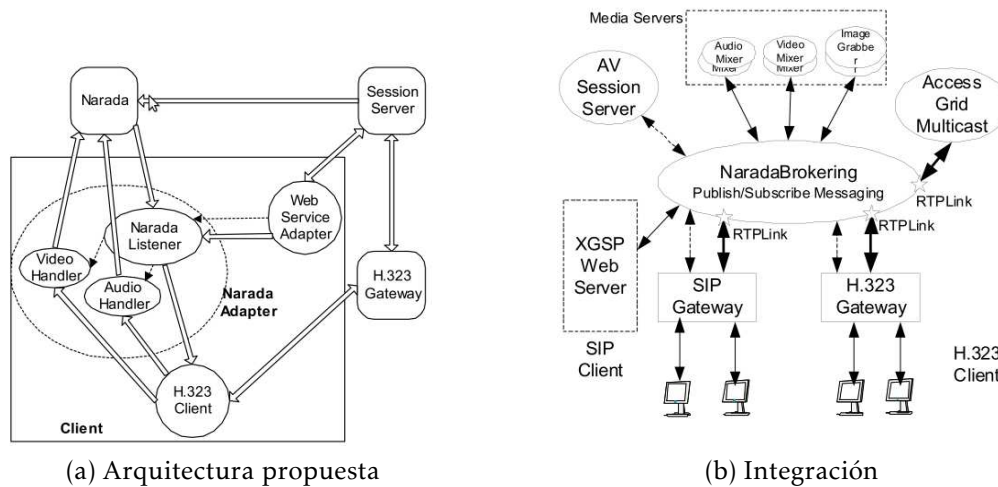 Narada
Session
Server
Narada
Listener
Web
Service
Adapter
Video
Handler
Audio
Handler
Narada
Adapter
H.323
Gateway
H.323
Client
Client
(a) Arquitectura propuesta
Media Servers
Audio
Mixer
Mixer
Video
Mixer
Mixer
Image
Grabbe
r
AV
Session
Server
Access
Grid
Multicast
NaradaBrokering
Publish/Subscribe Messaging
RTPLink
RTPLink
RTPLink
XGSP
Web
Server
SIP
Gateway
H.323
Gateway
SIP
Client
H.323
Client
(b) Integración